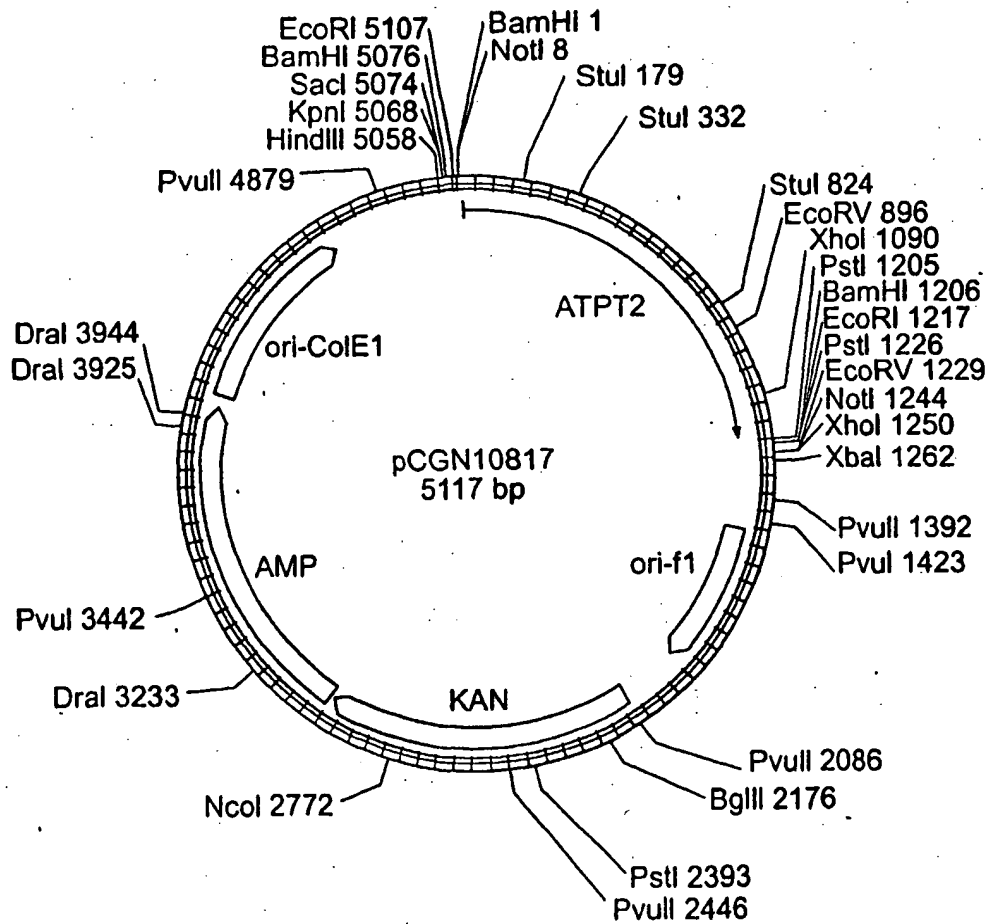 EcoRI 5107
BamHI 5076
SacI 5074
KpnI 5068
HindIII 5058
PvuII 4879
BamHI 1
NotI 8
StuI 179
StuI 332
StuI 824
EcoRV 896
XhoI 1090
PstI 1205
BamHI 1206
EcoRI 1217
PstI 1226
EcoRV 1229
NotI 1244
XhoI 1250
XbaI 1262
PvuII 1392
PvuI 1423
ATPT2
ori-ColE1
DraI 3944
DraI 3925
pCGN10817
5117 bp
ori-f1
AMP
PvuI 3442
DraI 3233
KAN
NcoI 2772
PvuII 2086
BglII 2176
PstI 2393
PvuII 2446